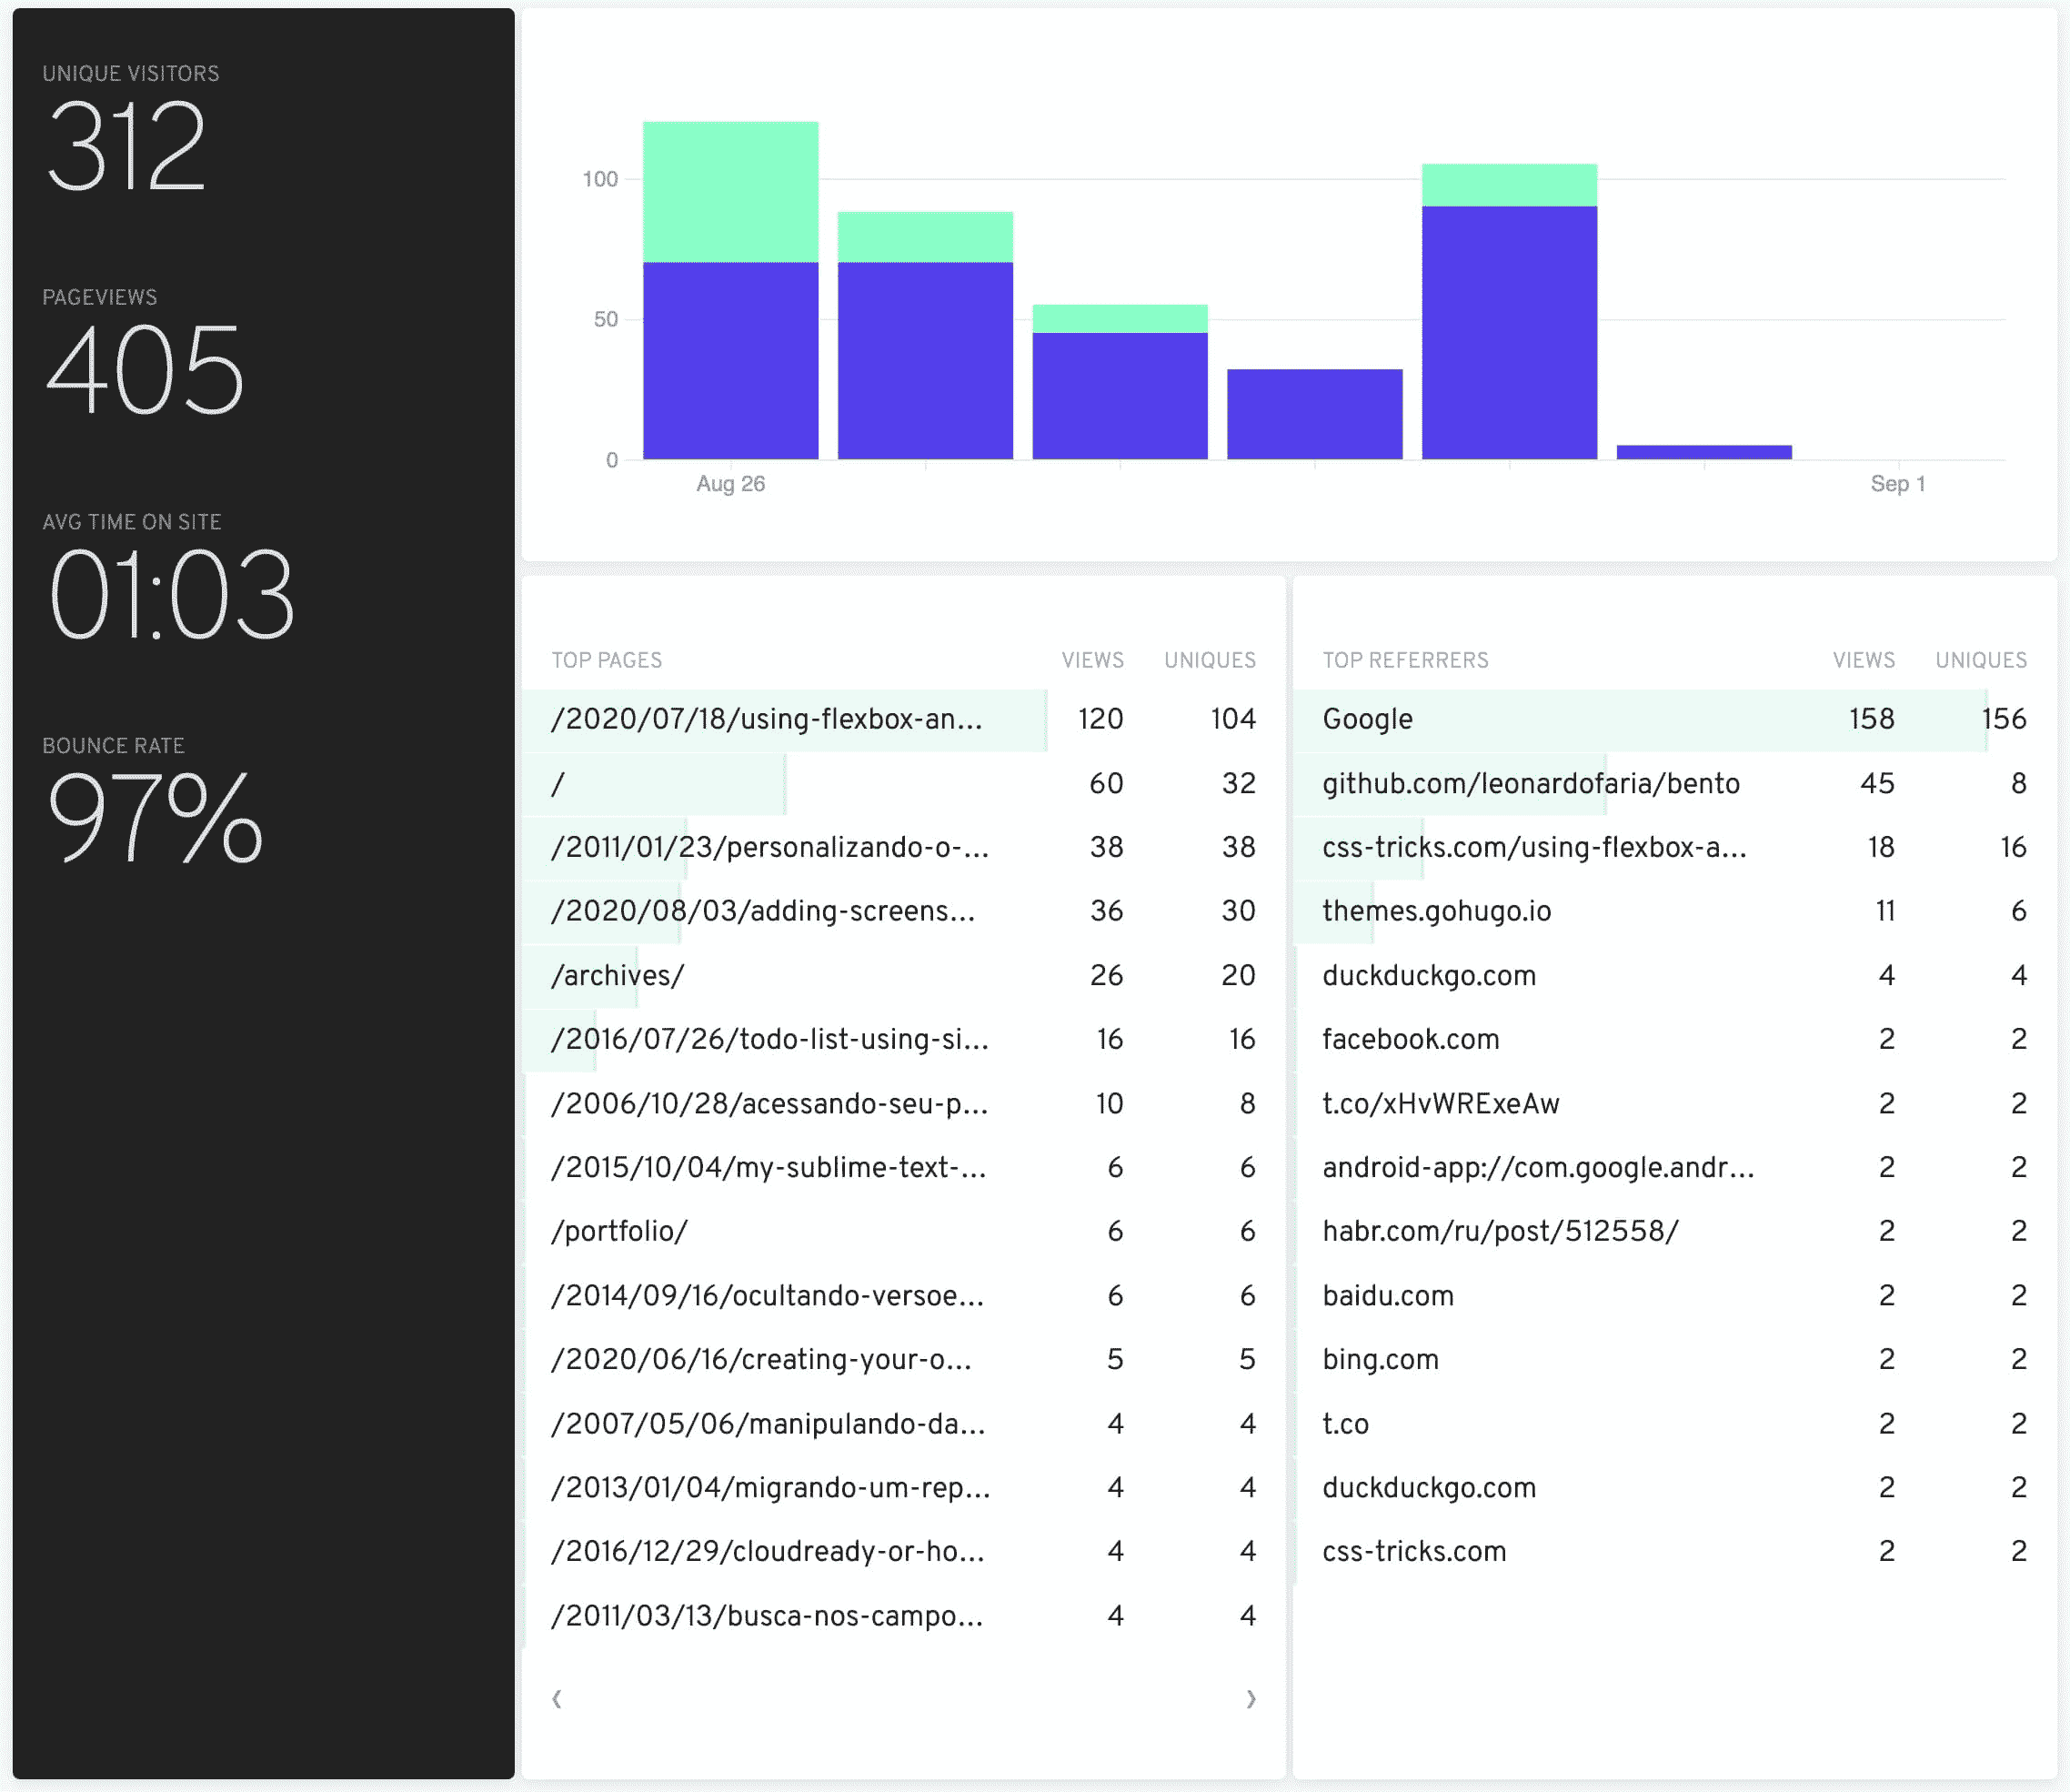 UNIQUE VISITORS
312
PAGEVIEWS
405
AVG TIME ON SITE
01:03
BOUNCE RATE
97%
100
50
0
Aug 26 Sep 1
TOP PAGES VIEWS UNIQUES
/2020/07/18/using-flexbox-an... 120 104
/ 60 32
/2011/01/23/personalizando-o-... 38 38
/2020/08/03/adding-screens... 36 30
/archives/ 26 20
/2016/07/26/todo-list-using-si... 16 16
/2006/10/28/acessando-seu-p... 10 8
/2015/10/04/my-sublime-text-... 6 6
/portfolio/ 6 6
/2014/09/16/ocultando-versoe... 6 6
/2020/06/16/creating-your-o... 5 5
/2007/05/06/manipulando-da... 4 4
/2013/01/04/migrando-um-rep... 4 4
/2016/12/29/cloudready-or-ho... 4 4
/2011/03/13/busca-nos-campo... 4 4
‹ ›
TOP REFERRERS VIEWS UNIQUES
Google 158 156
github.com/leonardofaria/bento 45 8
css-tricks.com/using-flexbox-a... 18 16
themes.gohugo.io 11 6
duckduckgo.com 4 4
facebook.com 2 2
t.co/xHvWRExeAw 2 2
android-app://com.google.andr... 2 2
habr.com/ru/post/512558/ 2 2
baidu.com 2 2
bing.com 2 2
t.co 2 2
duckduckgo.com 2 2
css-tricks.com 2 2